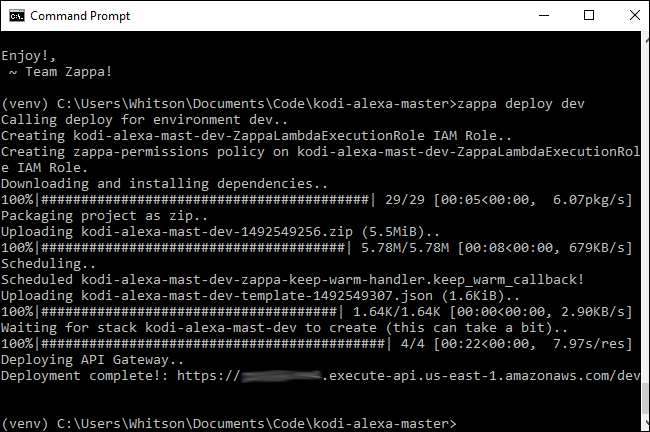 Command Prompt
Enjoy!,
~ Team Zappa!
(venv) C:\Users\Whitson\Documents\Code\kodi-alexa-master>zappa deploy dev
Calling deploy for environment dev..
Creating kodi-alexa-mast-dev-ZappaLambdaExecutionRole IAM Role..
Creating zappa-permissions policy on kodi-alexa-mast-dev-ZappaLambdaExecutionRol
e IAM Role.
Downloading and installing dependencies..
100%|##########################################| 29/29 [00:05<00:00,  6.07pkg/s]
Packaging project as zip..
Uploading kodi-alexa-mast-dev-1492549256.zip (5.5MiB)..
100%|#######################################| 5.78M/5.78M [00:08<00:00, 679KB/s]
Scheduling..
Scheduled kodi-alexa-mast-dev-zappa-keep-warm-handler.keep_warm_callback!
Uploading kodi-alexa-mast-dev-template-1492549307.json (1.6KiB)..
100%|######################################| 1.64K/1.64K [00:00<00:00, 2.90KB/s]
Waiting for stack kodi-alexa-mast-dev to create (this can take a bit)..
100%|############################################| 4/4 [00:22<00:00,  7.97s/res]
Deploying API Gateway..
Deployment complete!: https:// .execute-api.us-east-1.amazonaws.com/dev
(venv) C:\Users\Whitson\Documents\Code\kodi-alexa-master>